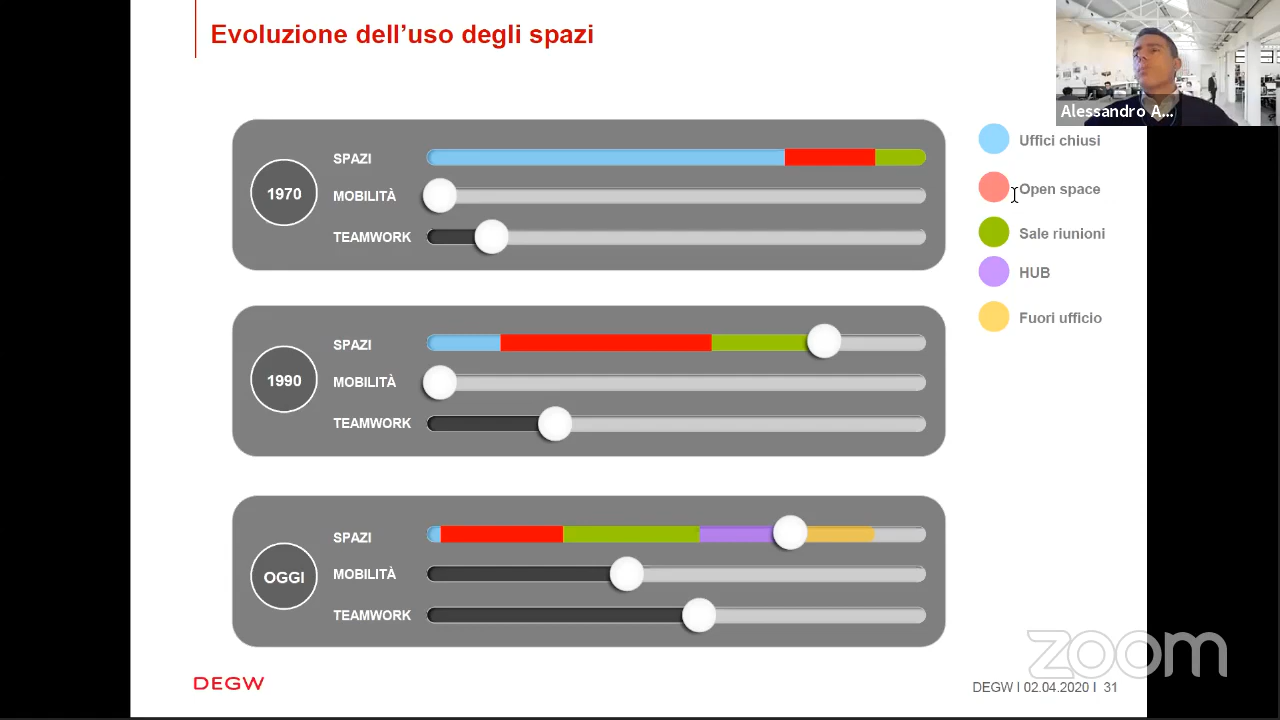 Evoluzione dell'uso degli spazi
Alessandro A...
1970
SPAZI
MOBILITÀ
TEAMWORK
1990
SPAZI
MOBILITÀ
TEAMWORK
OGGI
SPAZI
MOBILITÀ
TEAMWORK
Uffici chiusi
Open space
Sale riunioni
HUB
Fuori ufficio
DEGW
DEGW I 02.04.2020 I 31
zoom